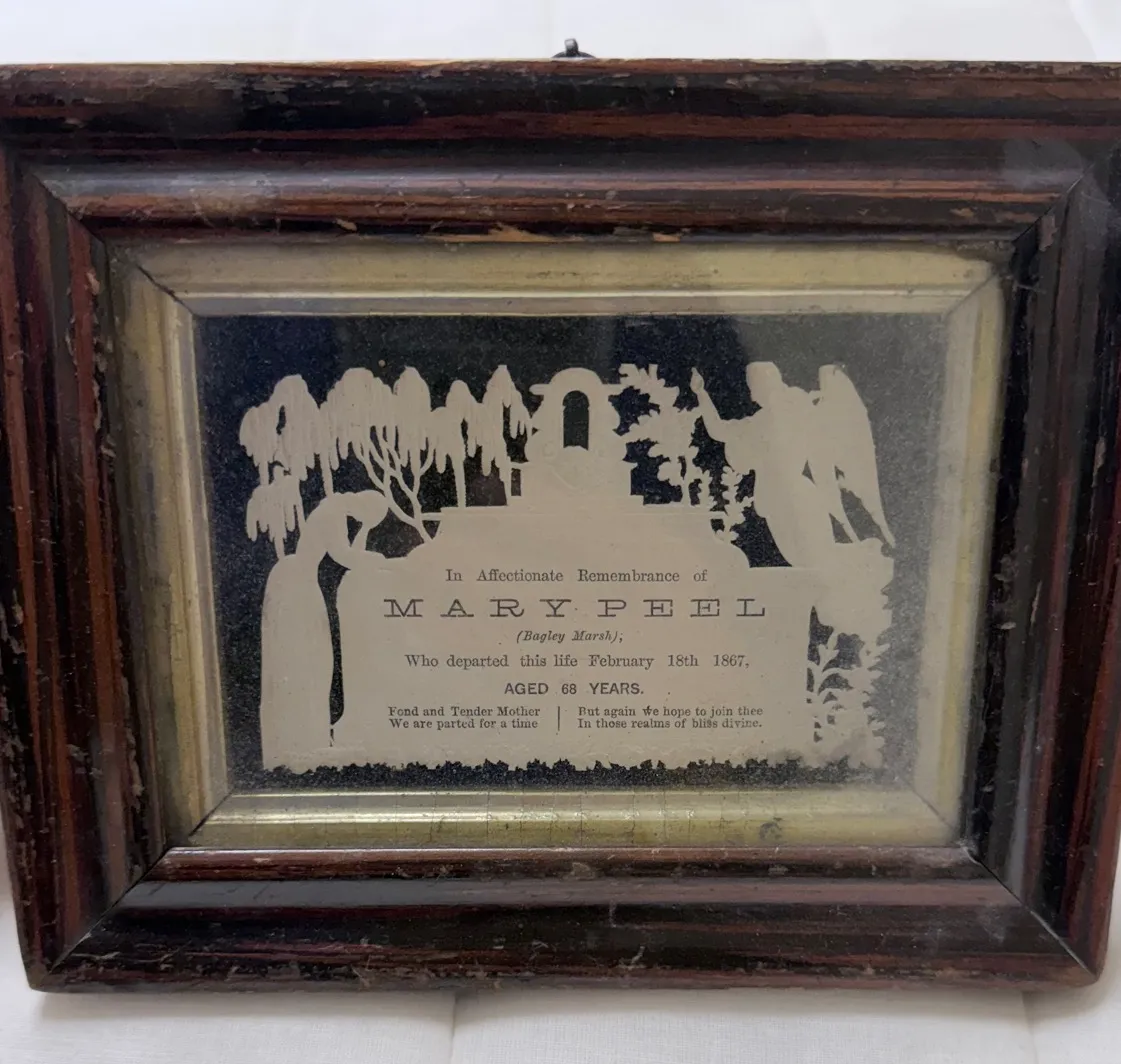 In Affectionate Remembrance of
MARY PEEL
(Bagley Marsh),
Who departed this life February 18th 1867,
AGED 68 YEARS.
Fond and Tender Mother
We are parted for a time
But again we hope to join thee
In those realms of bliss divine.